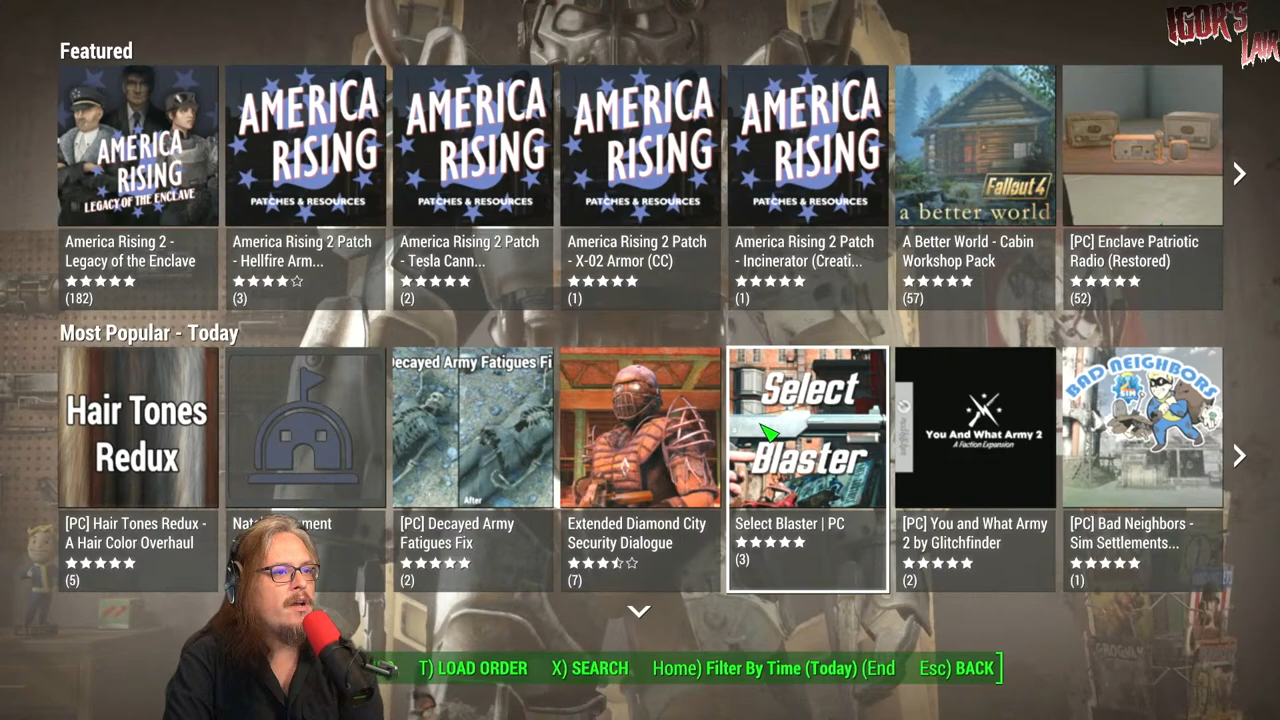 IGOR'S
LAIR
Featured
AMERICA
RISING
LEGACY OF THE ENCLAVE
AMERICA
RISING
2
PATCHES & RESOURCES
AMERICA
RISING
2
PATCHES & RESOURCES
AMERICA
RISING
2
PATCHES & RESOURCES
AMERICA
RISING
2
PATCHES & RESOURCES
Fallout 4
a better world
America Rising 2 -
Legacy of the Enclave
(182)
America Rising 2 Patch
- Hellfire Arm...
(3)
America Rising 2 Patch
- Tesla Cann...
(2)
America Rising 2 Patch
- X-02 Armor (CC)
(1)
America Rising 2 Patch
- Incinerator (Creati...
(1)
A Better World - Cabin
Workshop Pack
(57)
[PC] Enclave Patriotic
Radio (Restored)
(52)
Most Popular - Today
Hair Tones
Redux
Decayed Army Fatigues Fi
After
Select
Blaster
You And What Army 2
A Faction Expansion
BAD NEIGHBORS
SIM
[PC] Hair Tones Redux -
A Hair Color Overhaul
(5)
[PC] Decayed Army
Fatigues Fix
(2)
Extended Diamond City
Security Dialogue
(7)
Select Blaster | PC
(3)
[PC] You and What Army
2 by Glitchfinder
(2)
[PC] Bad Neighbors -
Sim Settlements...
(1)
T) LOAD ORDER X) SEARCH Home) Filter By Time (Today) (End Esc) BACK